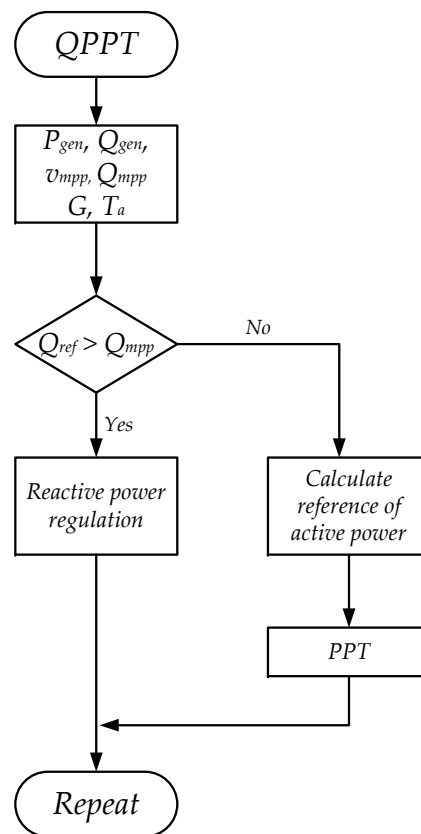 QPPT
Pgen, Qgen,
vmpp, Qmpp
G, Ta
Qref > Qmpp
No
Yes
Reactive power
regulation
Calculate
reference of
active power
PPT
Repeat